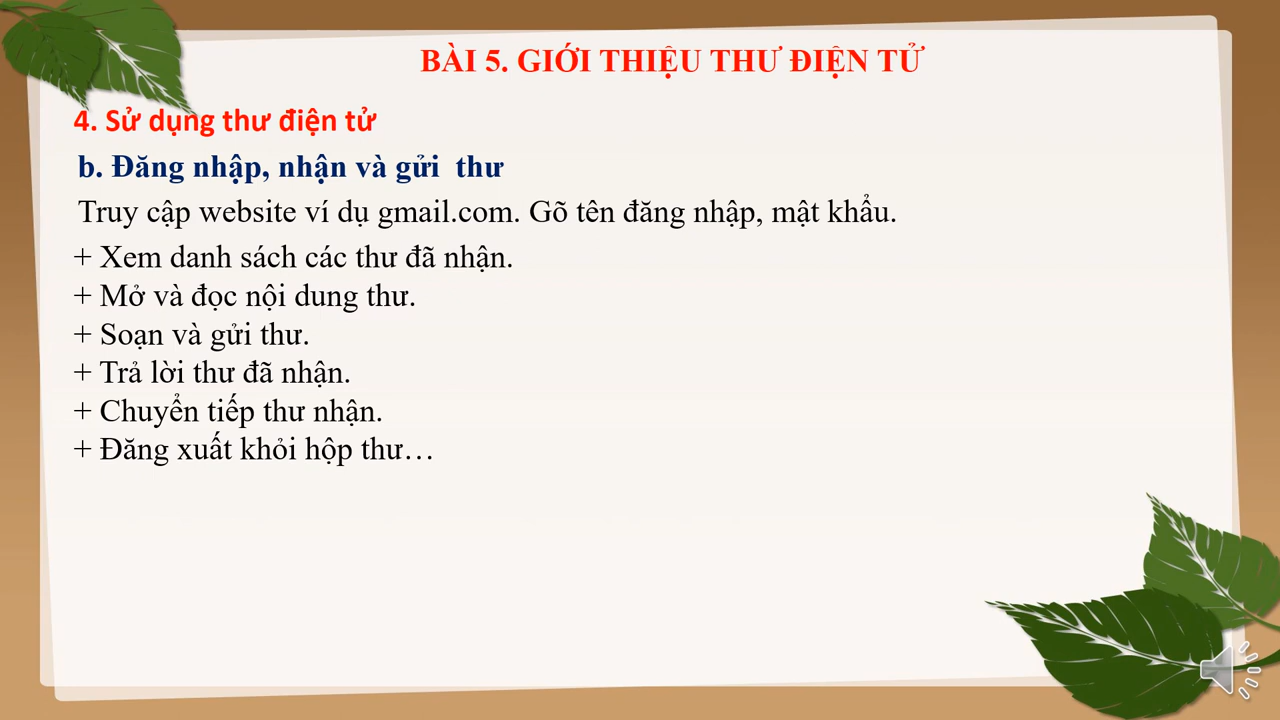 BÀI 5. GIỚI THIỆU THƯ ĐIỆN TỬ
4. Sử dụng thư điện tử
b. Đăng nhập, nhận và gửi thư
Truy cập website ví dụ gmail.com. Gõ tên đăng nhập, mật khẩu.
+ Xem danh sách các thư đã nhận.
+ Mở và đọc nội dung thư.
+ Soạn và gửi thư.
+ Trả lời thư đã nhận.
+ Chuyển tiếp thư nhận.
+ Đăng xuất khỏi hộp thư…